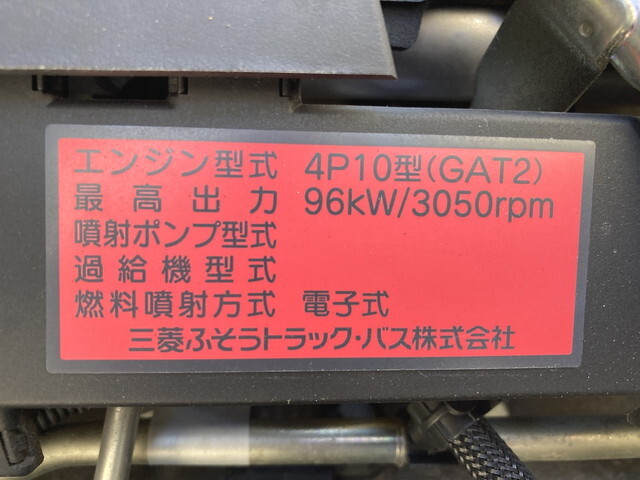 エンジン型式 4P10型(GAT2)
最高出力 96kW/3050rpm
噴射ポンプ型式
過給機型式
燃料噴射方式 電子式
三菱ふそうトラック・バス株式会社